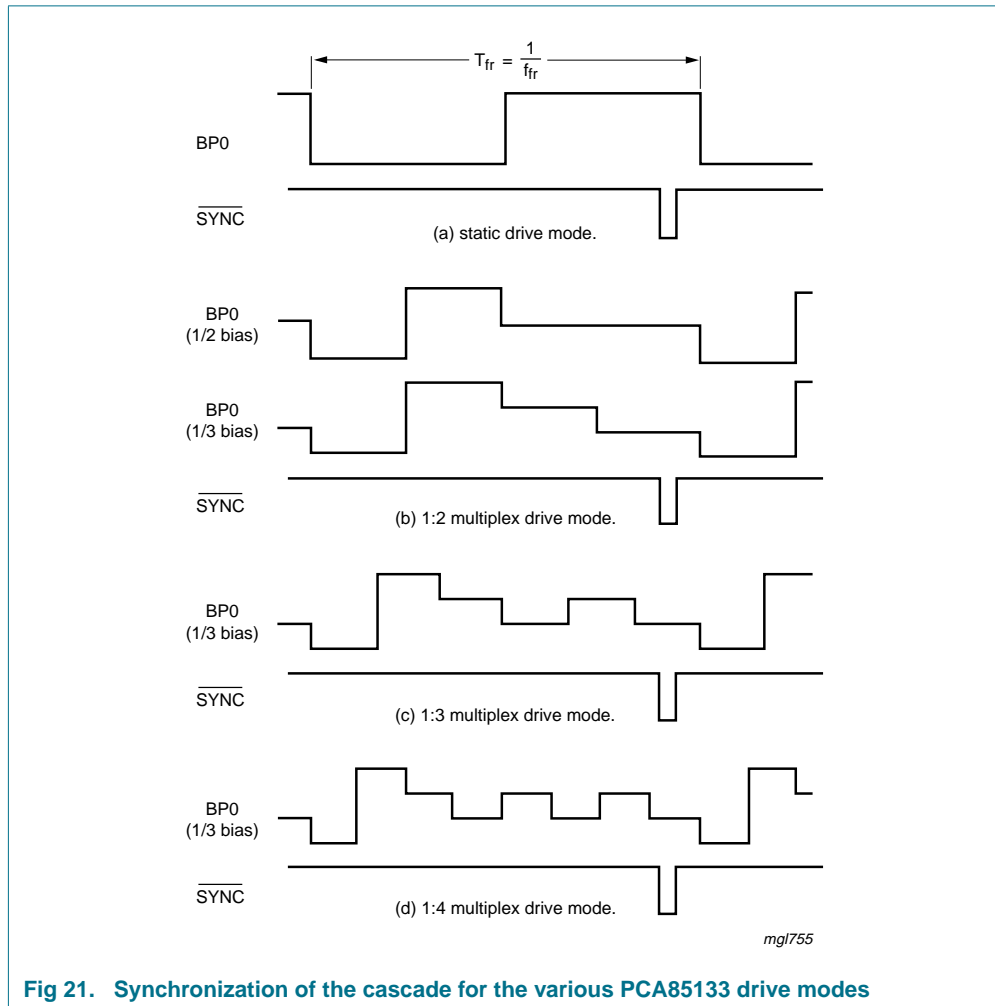 T_fr = 1/f_fr
BP0
SYNC
(a) static drive mode.
BP0
(1/2 bias)
BP0
(1/3 bias)
SYNC
(b) 1:2 multiplex drive mode.
BP0
(1/3 bias)
SYNC
(c) 1:3 multiplex drive mode.
BP0
(1/3 bias)
SYNC
(d) 1:4 multiplex drive mode.
mgl755
Fig 21. Synchronization of the cascade for the various PCA85133 drive modes